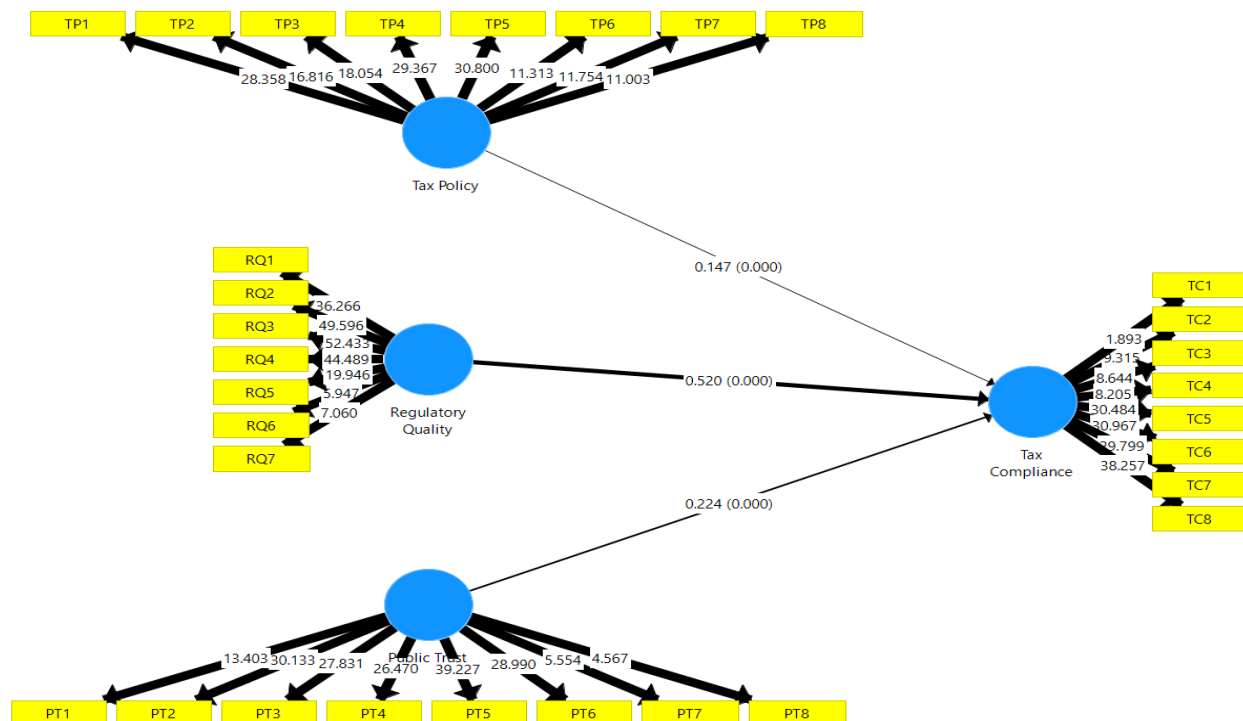 TP1 TP2 TP3 TP4 TP5 TP6 TP7 TP8
28.358 16.816 18.054 29.367 30.800 11.313 11.754 11.003
Tax Policy
0.147 (0.000)
RQ1
RQ2
RQ3
RQ4
RQ5
RQ6
RQ7
36.266
49.596
52.433
44.489
19.946
5.947
7.060
Regulatory
Quality
0.520 (0.000)
TC1
TC2
TC3
TC4
TC5
TC6
TC7
TC8
1.893
9.315
8.644
8.205
30.484
30.967
29.799
38.257
Tax
Compliance
0.224 (0.000)
Public Trust
13.403 30.133 27.831 26.470 39.227 28.990 5.554 4.567
PT1 PT2 PT3 PT4 PT5 PT6 PT7 PT8